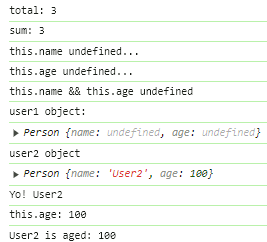 total: 3
sum: 3
this.name undefined...
this.age undefined...
this.name && this.age undefined
user1 object:
▶ Person {name: undefined, age: undefined}
user2 object
▶ Person {name: 'User2', age: 100}
Yo! User2
this.age: 100
User2 is aged: 100